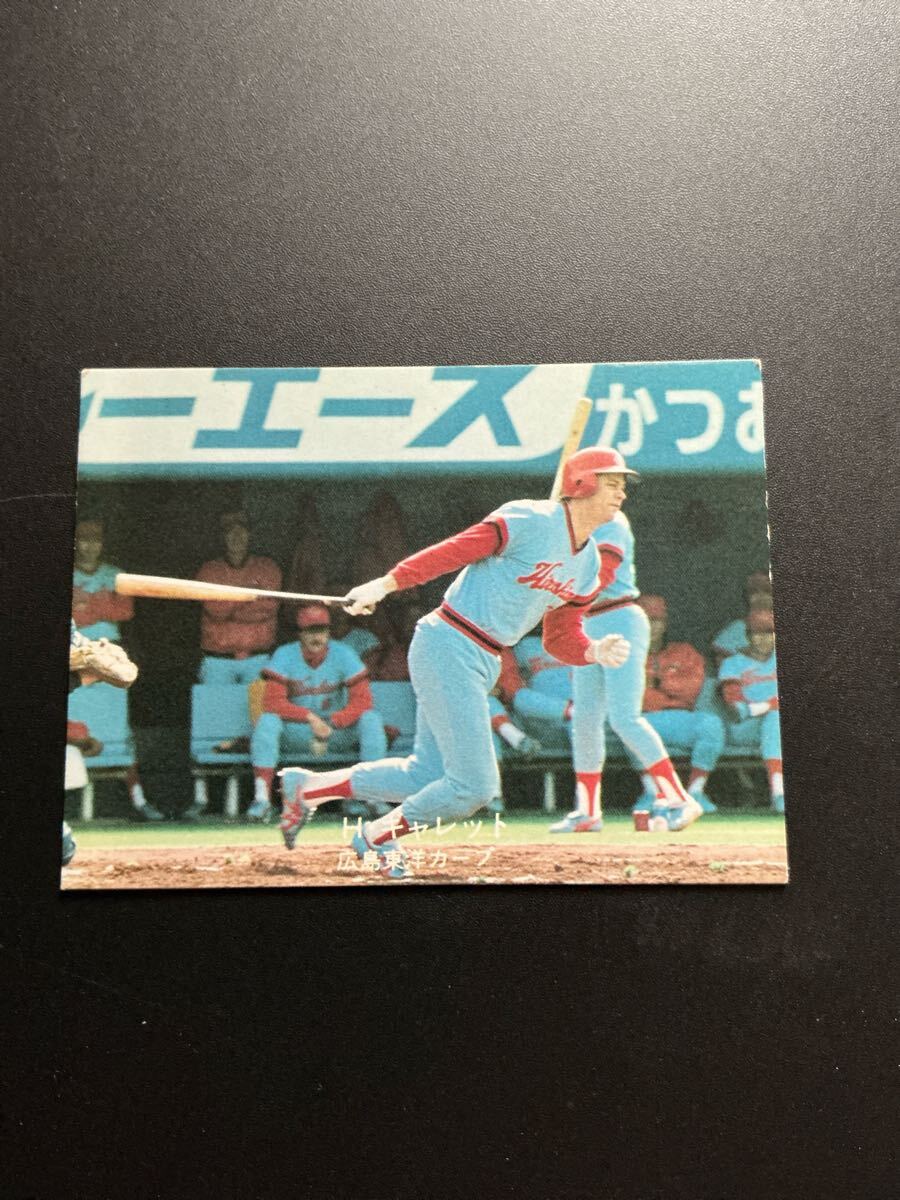 ーエース かつお
Hiroshima
H・ギャレット
広島東洋カープ